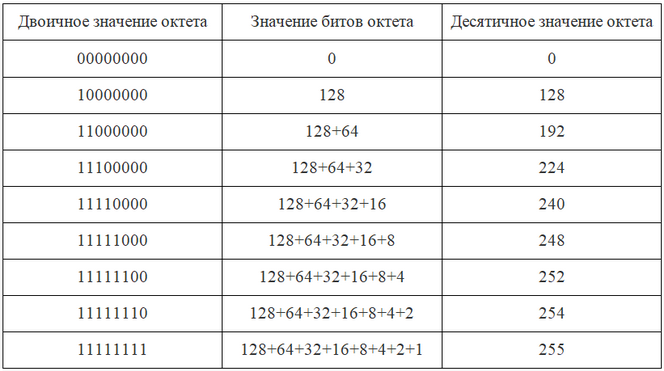 Двоичное значение октета Значение битов октета Десятичное значение октета
00000000 0 0
10000000 128 128
11000000 128+64 192
11100000 128+64+32 224
11110000 128+64+32+16 240
11111000 128+64+32+16+8 248
11111100 128+64+32+16+8+4 252
11111110 128+64+32+16+8+4+2 254
11111111 128+64+32+16+8+4+2+1 255